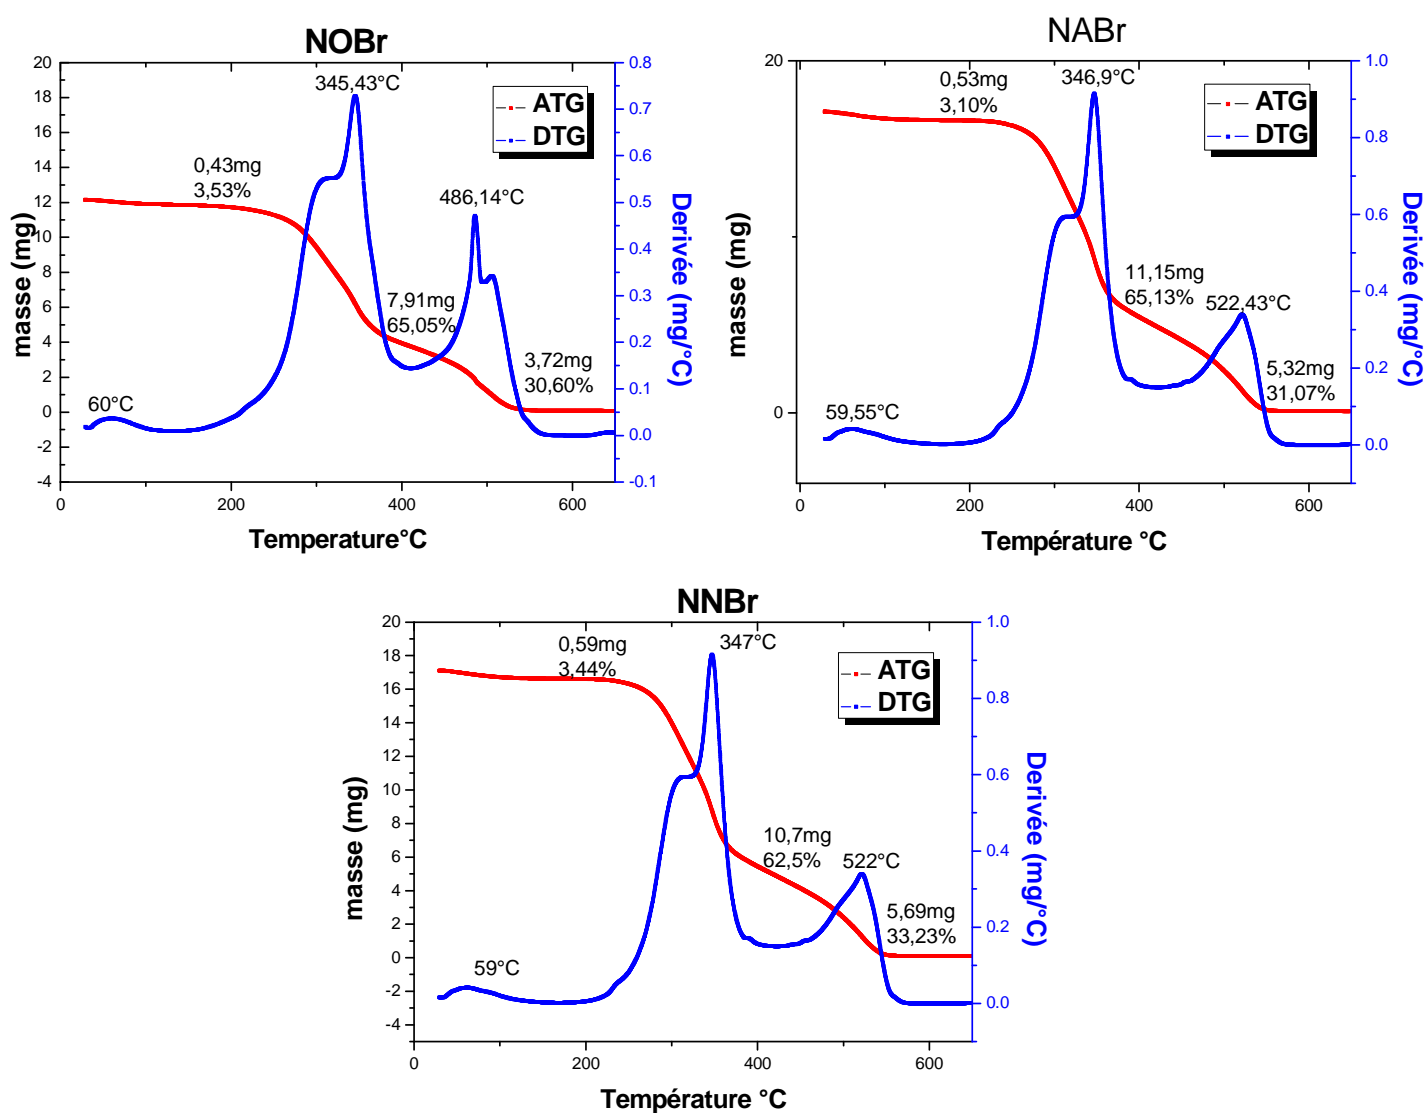 NOBr
20
18
16
14
12
10
8
6
4
2
0
-2
-4
masse (mg)
0
200
400
600
Temperature°C
0.8
0.7
0.6
0.5
0.4
0.3
0.2
0.1
0.0
-0.1
Derivée (mg/°C)
345,43°C
ATG
DTG
0,43mg
3,53%
486,14°C
7,91mg
65,05%
3,72mg
30,60%
60°C
NABr
20
0
masse (mg)
0
200
400
600
Température °C
1.0
0.8
0.6
0.4
0.2
0.0
Derivée (mg/°C)
0,53mg
3,10%
346,9°C
ATG
DTG
11,15mg
65,13%
522,43°C
5,32mg
31,07%
59,55°C
NNBr
20
18
16
14
12
10
8
6
4
2
0
-2
-4
masse (mg)
0
200
400
600
Température °C
1.0
0.8
0.6
0.4
0.2
0.0
Derivée (mg/°C)
0,59mg
3,44%
347°C
ATG
DTG
10,7mg
62,5%
522°C
5,69mg
33,23%
59°C